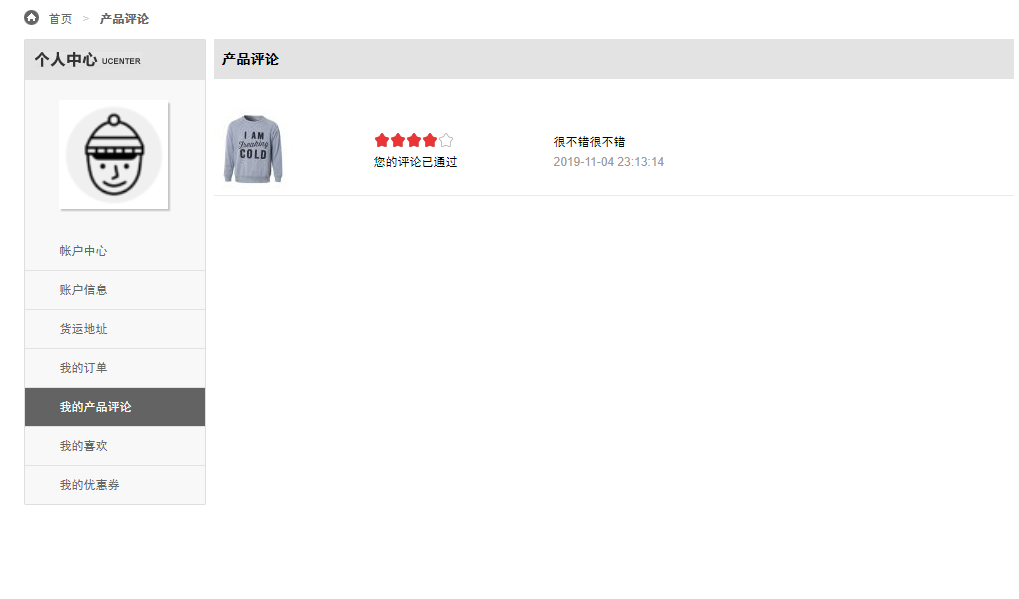 首页 > 产品评论
个人中心 UCENTER
帐户中心
账户信息
货运地址
我的订单
我的产品评论
我的喜欢
我的优惠券
产品评论
I AM
Freaking
COLD
您的评论已通过
很不错很不错
2019-11-04 23:13:14